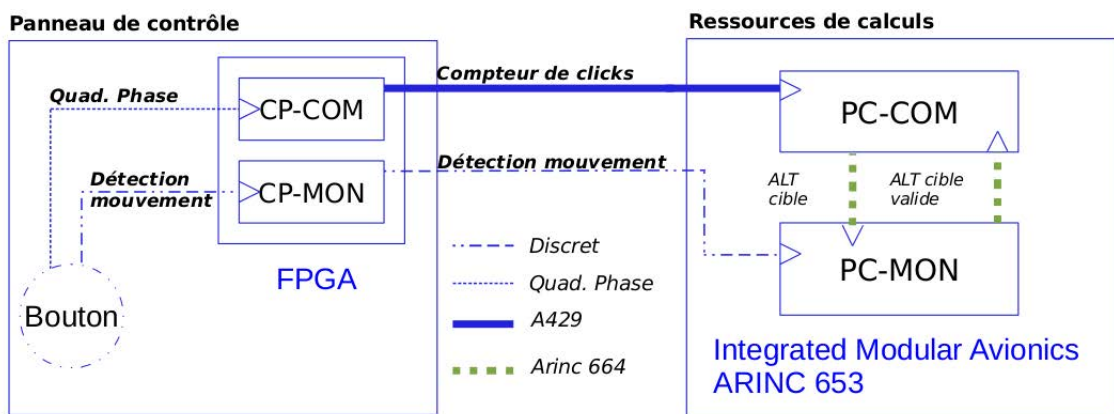 Panneau de contrôle
Ressources de calculs
Quad. Phase
CP-COM
Compteur de clicks
PC-COM
Détection
mouvement
CP-MON
Détection mouvement
ALT
cible
ALT cible
valide
FPGA
Bouton
Discret
Quad. Phase
A429
Arinc 664
PC-MON
Integrated Modular Avionics
ARINC 653